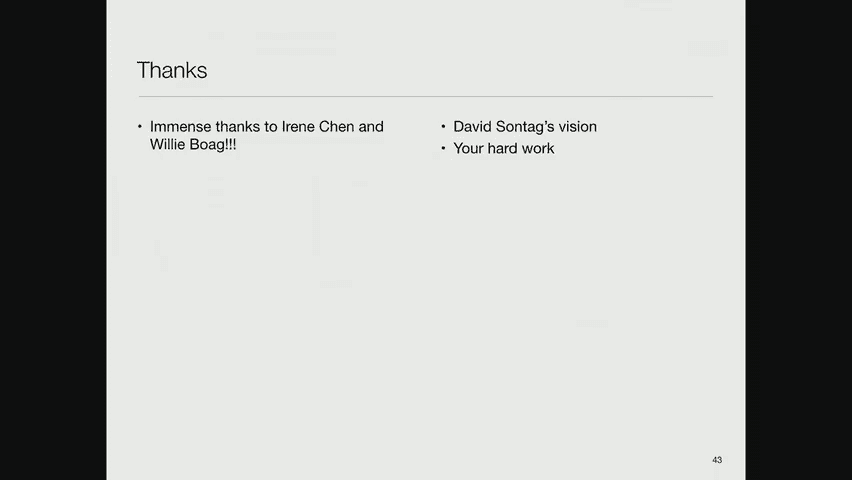 Thanks
• Immense thanks to Irene Chen and
Willie Boag!!!
• David Sontag's vision
• Your hard work
43